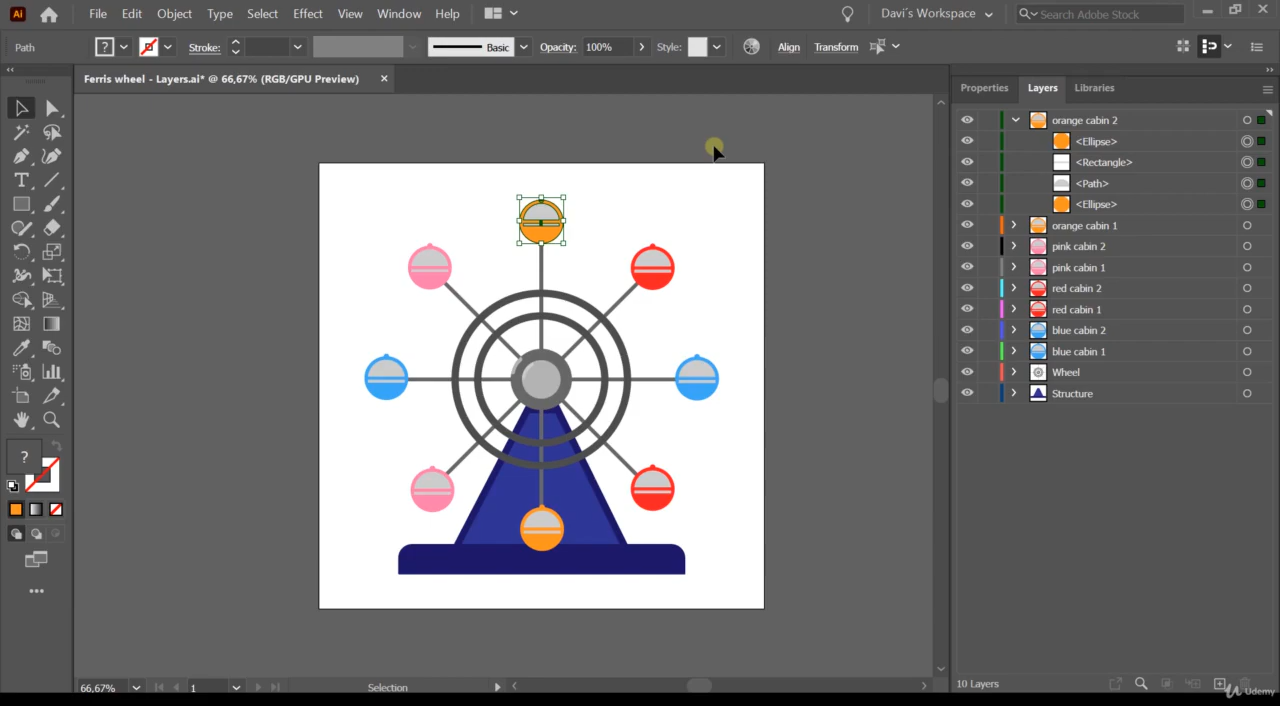 Ai File Edit Object Type Select Effect View Window Help Davi's Workspace Search Adobe Stock
Path ? Stroke: Basic Opacity: 100% Style: Align Transform
Ferris wheel - Layers.ai* @ 66,67% (RGB/GPU Preview)
Properties Layers Libraries
orange cabin 2
<Ellipse>
<Rectangle>
<Path>
<Ellipse>
orange cabin 1
pink cabin 2
pink cabin 1
red cabin 2
red cabin 1
blue cabin 2
blue cabin 1
Wheel
Structure
T
?
66,67% 1 Selection
10 Layers
Udemy